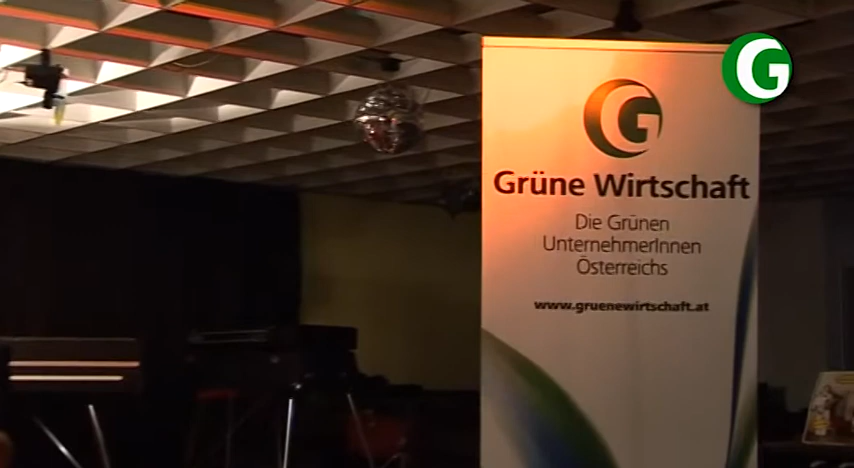 G
G
Grüne Wirtschaft
Die Grünen
UnternehmerInnen
Österreichs
www.gruenewirtschaft.at